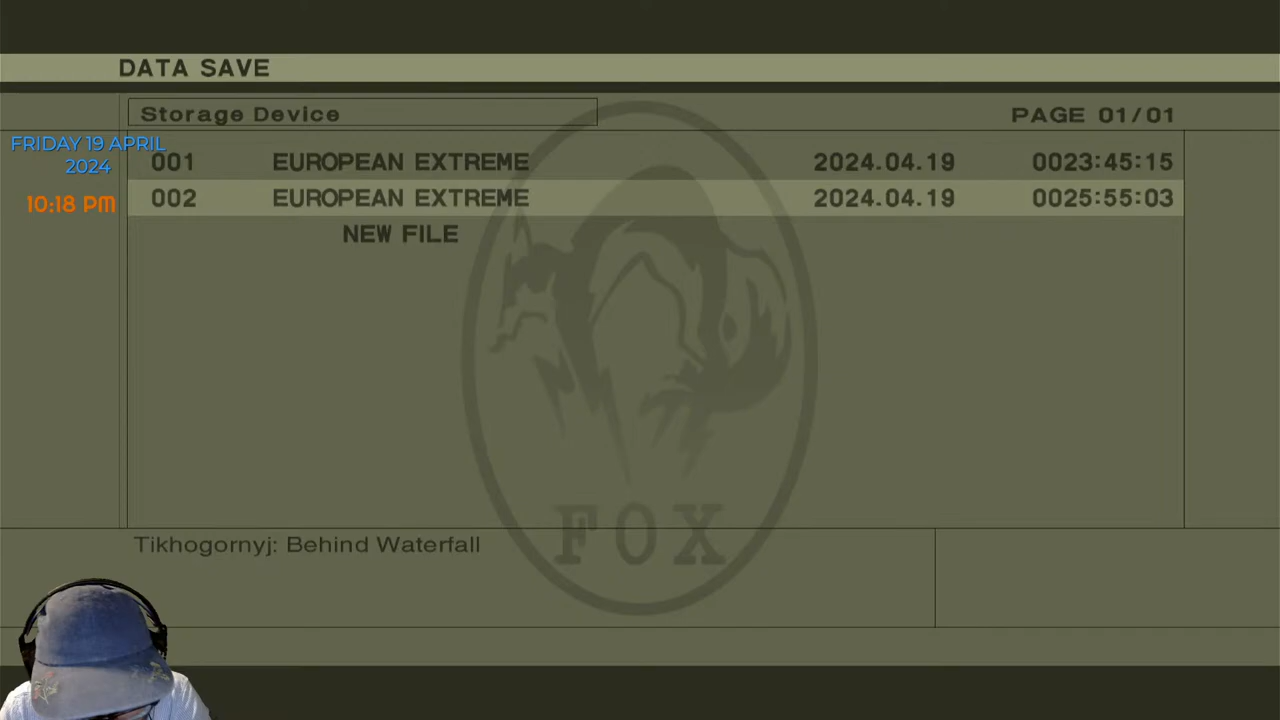 DATA SAVE
Storage Device PAGE 01/01
FRIDAY 19 APRIL
2024
10:18 PM
001 EUROPEAN EXTREME 2024.04.19 0023:45:15
002 EUROPEAN EXTREME 2024.04.19 0025:55:03
NEW FILE
FOX
Tikhogornyj: Behind Waterfall